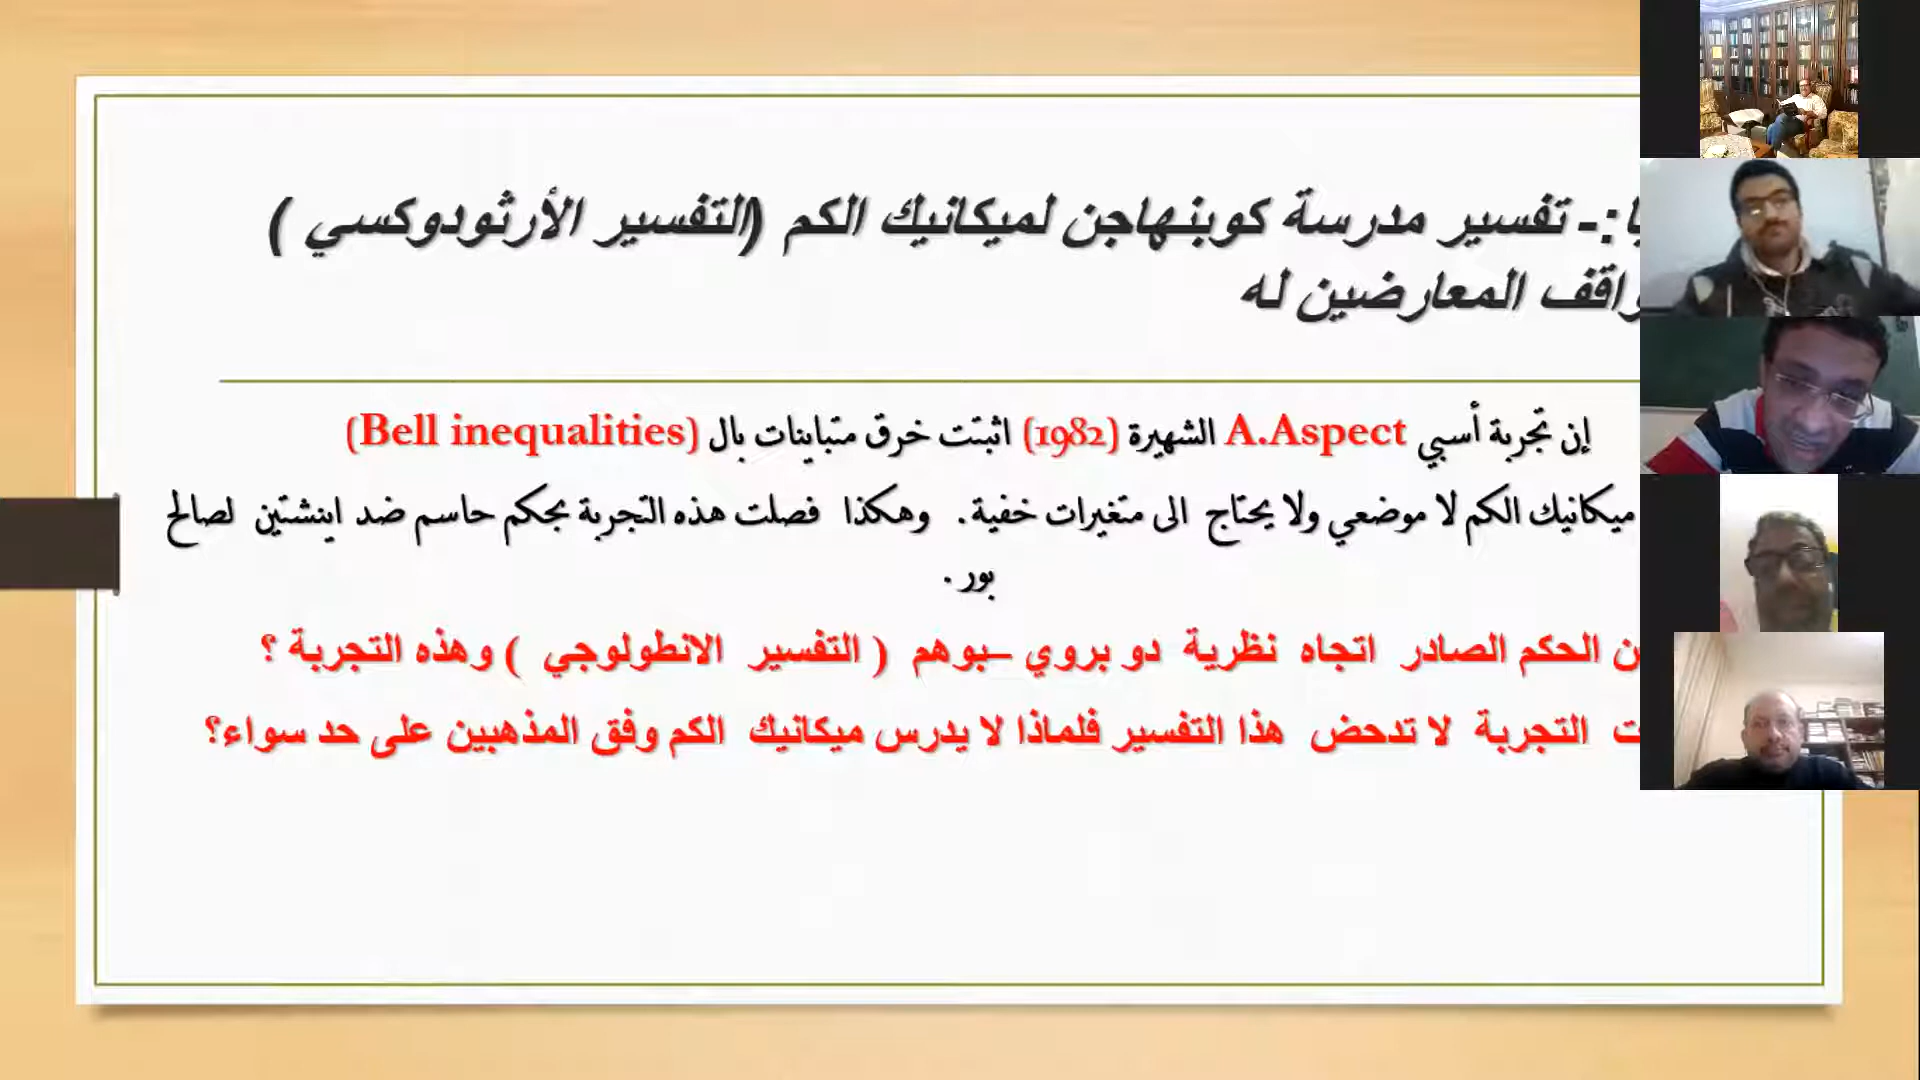 :- تفسير مدرسة كوبنهاجن لميكانيك الكم (التفسير الأرثودوكسي )
المعارضين له
إن تجربة أسبي A.Aspect الشهيرة (1982) اثبتت خرق متباينات بال (Bell inequalities)
ميكانيك الكم لا موضعي ولا يحتاج الى متغيرات خفية. وهكذا فصلت هذه التجربة بحكم حاسم ضد اينشتين لصالح
بور.
الحكم الصادر اتجاه نظرية دو بروي –بوهم ( التفسير الانطولوجي ) وهذه التجربة ؟
التجربة لا تدحض هذا التفسير فلماذا لا يدرس ميكانيك الكم وفق المذهبين على حد سواء؟